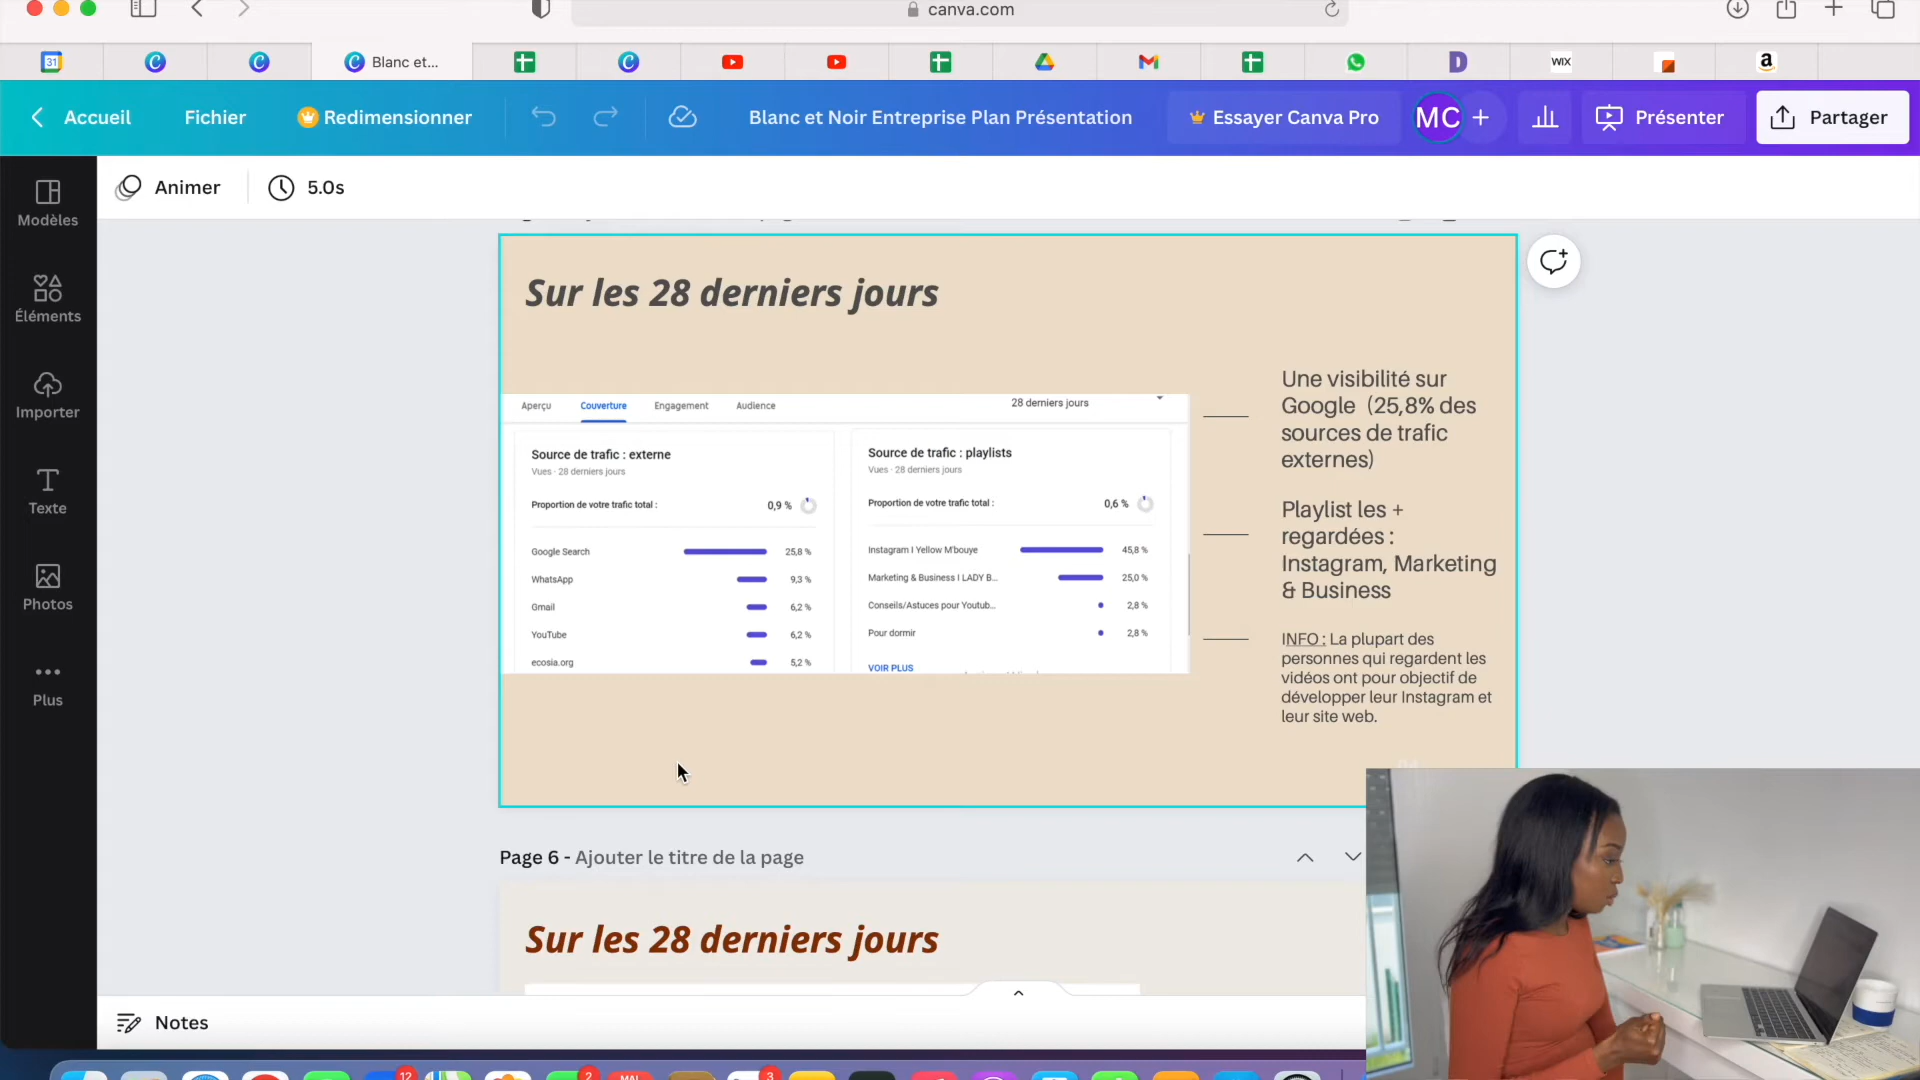 canva.com
31
Blanc et...
WIX
a
Accueil
Fichier
Redimensionner
Blanc et Noir Entreprise Plan Présentation
Essayer Canva Pro
MC
Présenter
Partager
Modèles
Éléments
Importer
Texte
Photos
Plus
Animer
5.0s
Sur les 28 derniers jours
Aperçu
Couverture
Engagement
Audience
28 derniers jours
Source de trafic : externe
Vues · 28 derniers jours
Proportion de votre trafic total :
0,9 %
Google Search
25,8 %
WhatsApp
9,3 %
Gmail
6,2 %
YouTube
6,2 %
ecosia.org
5,2 %
Source de trafic : playlists
Vues · 28 derniers jours
Proportion de votre trafic total :
0,6 %
Instagram I Yellow M'bouye
45,8 %
Marketing & Business I LADY B...
25,0 %
Conseils/Astuces pour Youtub...
2,8 %
Pour dormir
2,8 %
VOIR PLUS
Une visibilité sur
Google (25,8% des
sources de trafic
externes)
Playlist les +
regardées :
Instagram, Marketing
& Business
INFO : La plupart des
personnes qui regardent les
vidéos ont pour objectif de
développer leur Instagram et
leur site web.
Page 6 - Ajouter le titre de la page
Sur les 28 derniers jours
Notes
12
2
MAI
3